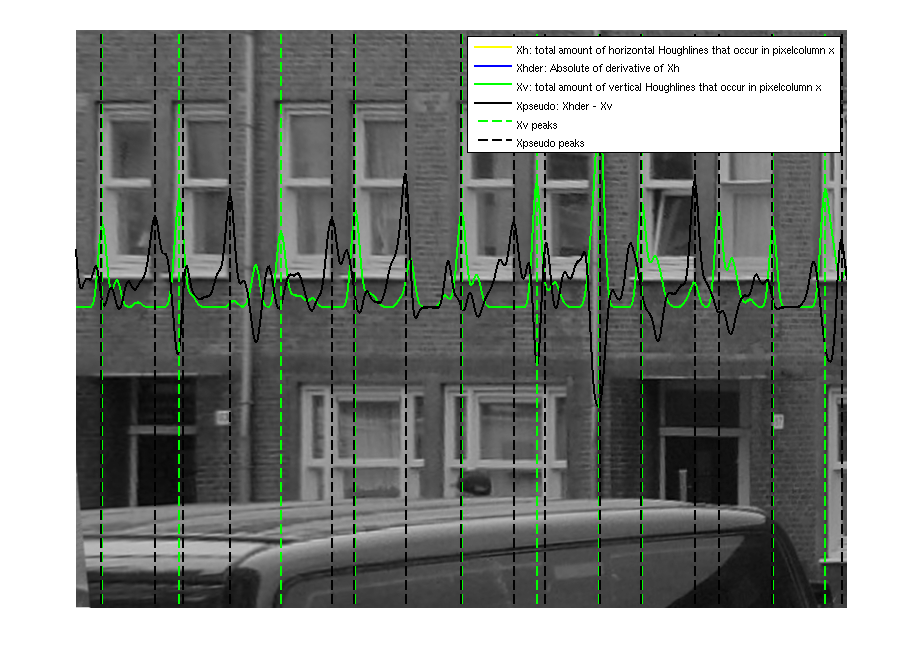 Xh: total amount of horizontal Houghlines that occur in pixelcolumn x
Xhder: Absolute of derivative of Xh
Xv: total amount of vertical Houghlines that occur in pixelcolumn x
Xpseudo: Xhder - Xv
Xv peaks
Xpseudo peaks